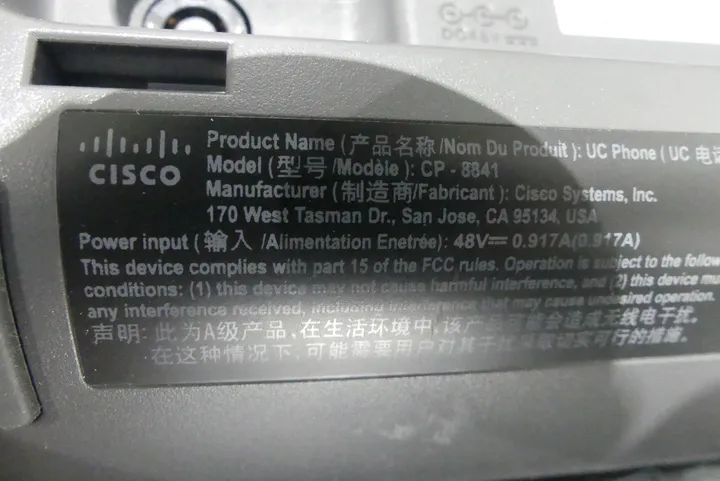 DC48V
CISCO
Product Name (产品名称 /Nom Du Produit): UC Phone ( UC 电话
Model (型号 /Modèle): CP - 8841
Manufacturer (制造商/Fabricant): Cisco Systems, Inc.
170 West Tasman Dr., San Jose, CA 95134, USA
Power input ( 输入 /Alimentation Enetrée): 48V 0.917A(0.917A)
This device complies with part 15 of the FCC rules. Operation is subject to the follow
conditions: (1) this device may not cause harmful interference, and (2) this device mu
any interference received, including interference that may cause undesired operation.
声明: 此为A级产品, 在生活环境中, 该产品可能会造成无线电干扰.
在这种情况下, 可能需要用户对其干扰采取切实可行的措施.